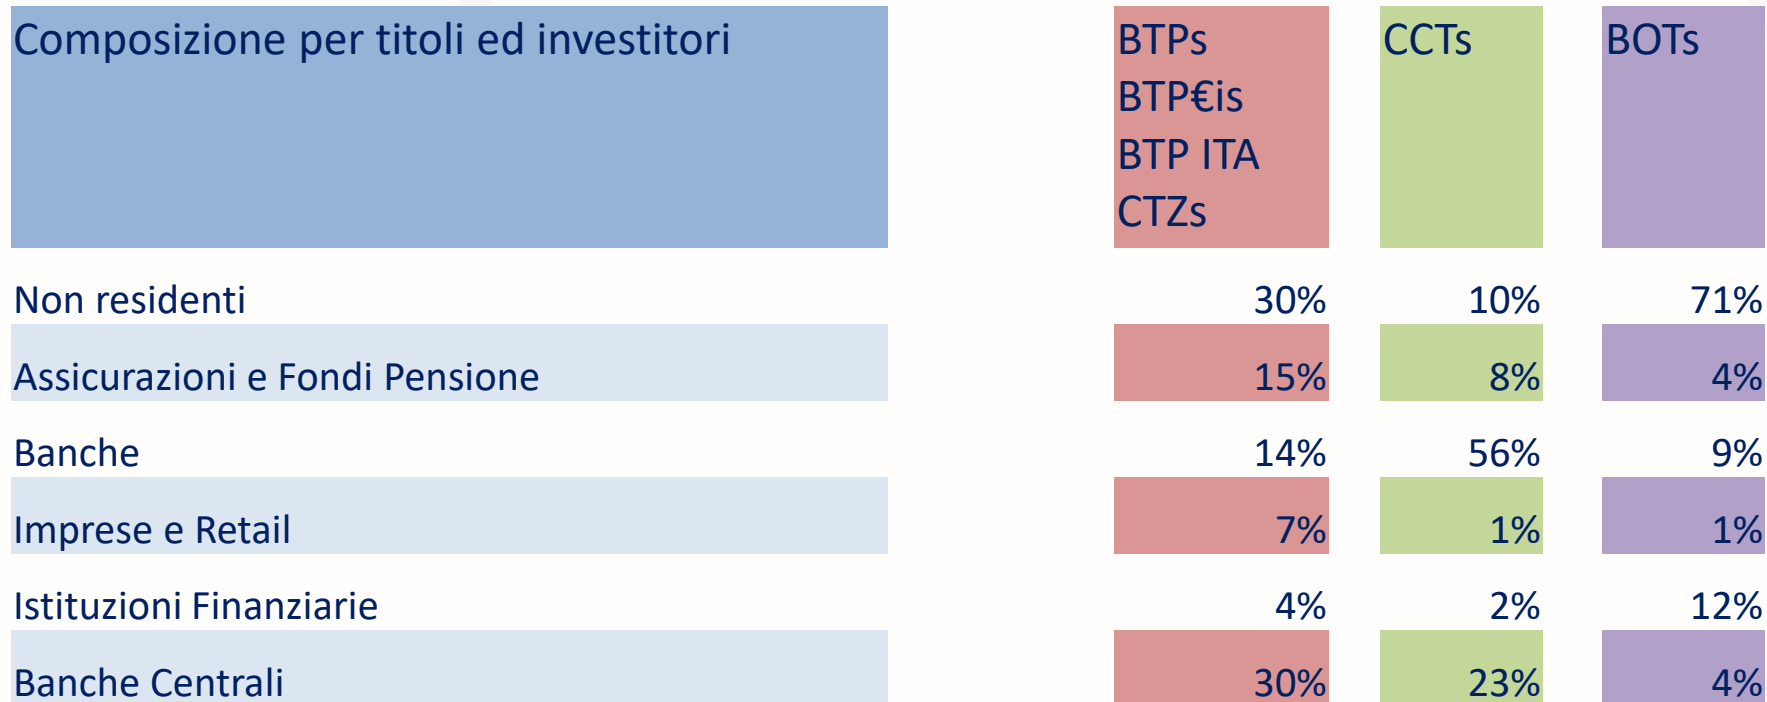 Composizione per titoli ed investitori BTPs CCTs BOTs
BTP€is
BTP ITA
CTZs
Non residenti 30% 10% 71%
Assicurazioni e Fondi Pensione 15% 8% 4%
Banche 14% 56% 9%
Imprese e Retail 7% 1% 1%
Istituzioni Finanziarie 4% 2% 12%
Banche Centrali 30% 23% 4%